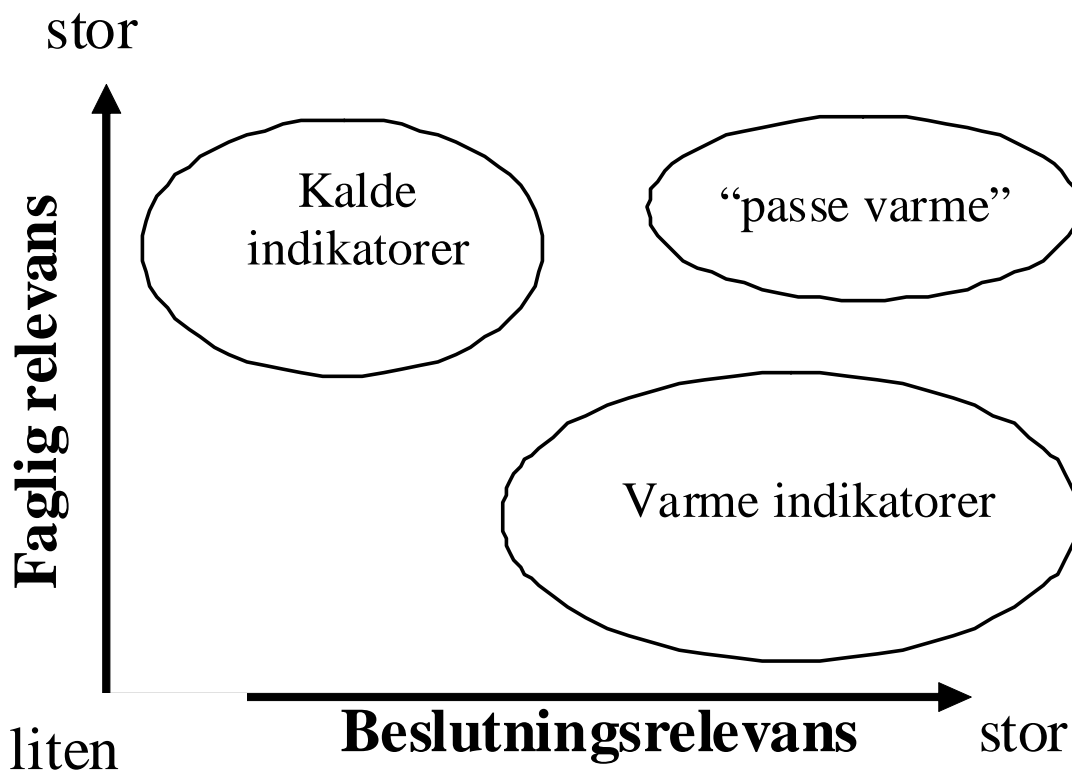 stor
Kalde
indikatorer
“passe varme”
Faglig relevans
Varme indikatorer
Beslutningsrelevans
stor
liten